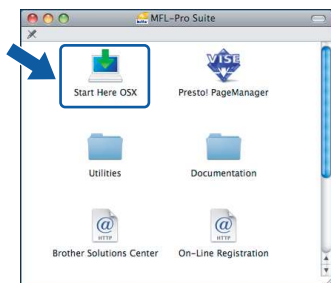 MFL-Pro Suite
VISE
Start Here OSX
Presto! PageManager
Utilities
Documentation
@
HTTP
@
HTTP
Brother Solutions Center
On-Line Registration